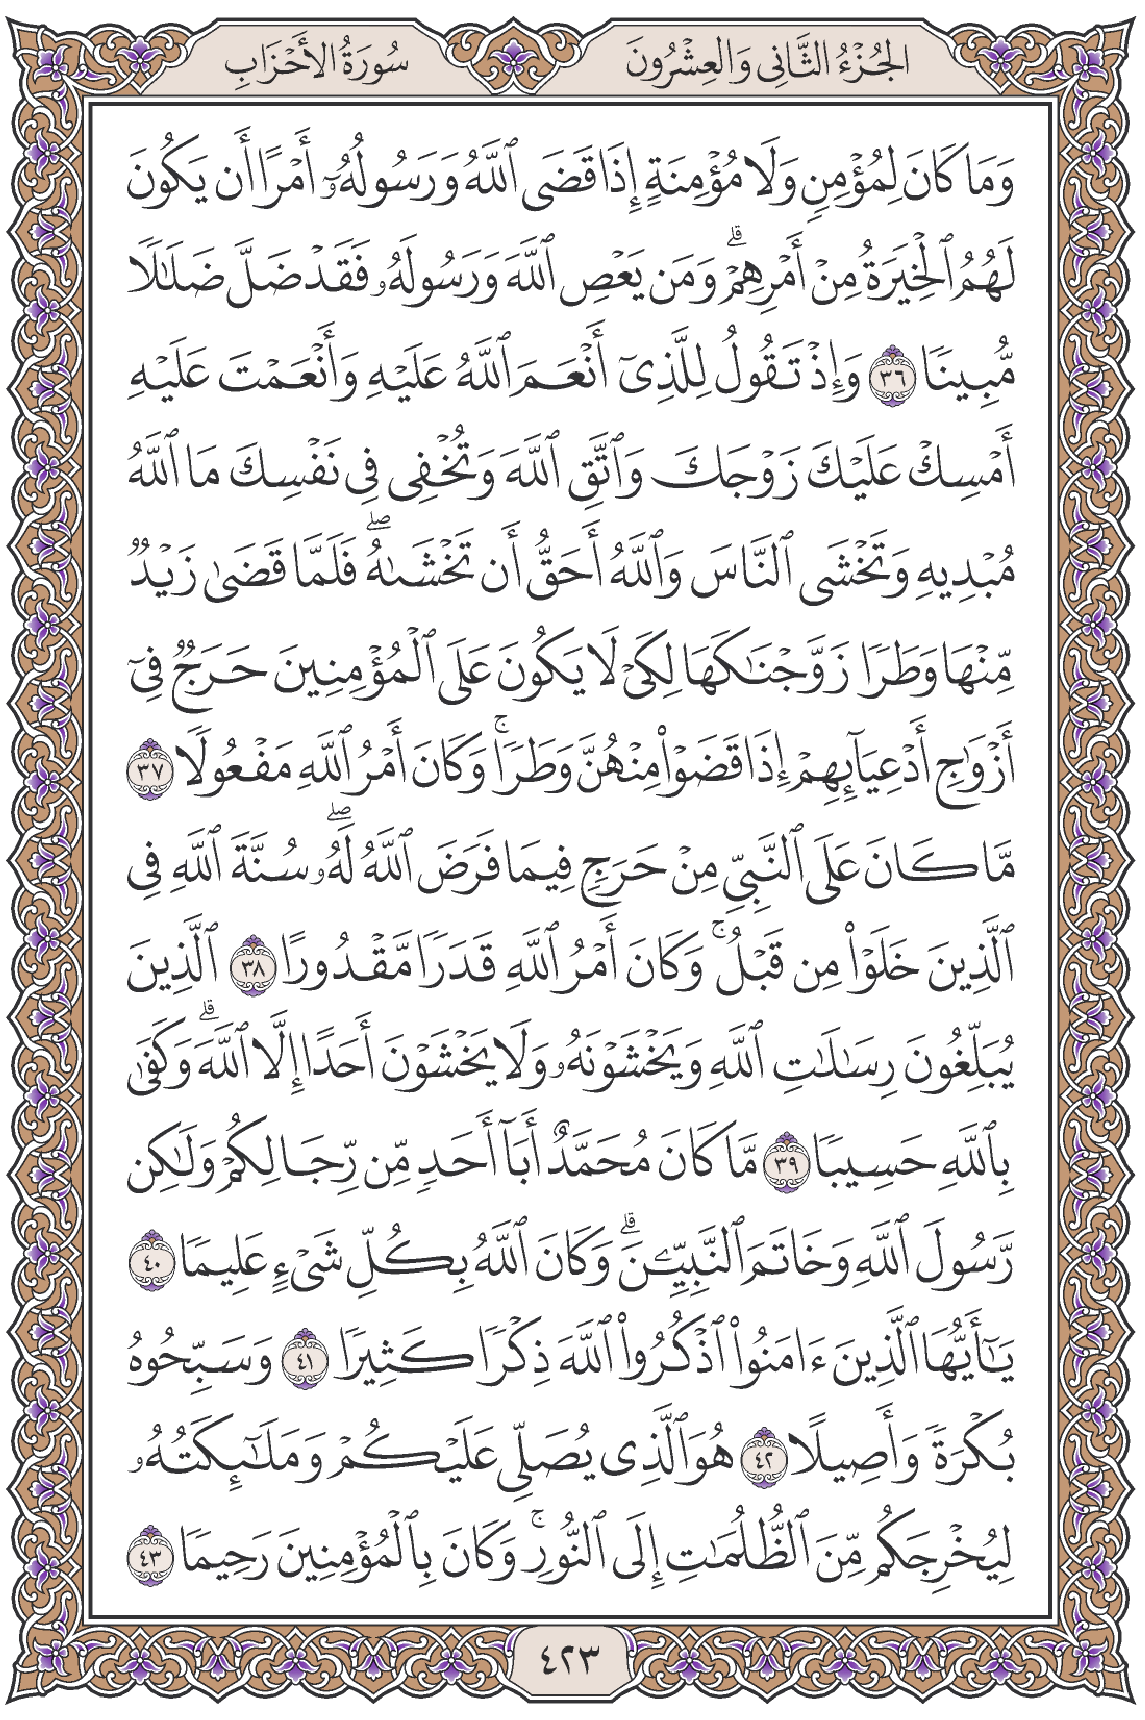 الجُزْءُ الثَّانِي وَالعِشْرُونَ
سُورَةُ الأَحْزَابِ
وَمَا كَانَ لِمُؤْمِنٍ وَلَا مُؤْمِنَةٍ إِذَا قَضَى ٱللَّهُ وَرَسُولُهُۥٓ أَمْرًا أَن يَكُونَ
لَهُمُ ٱلْخِيَرَةُ مِنْ أَمْرِهِمْۗ وَمَن يَعْصِ ٱللَّهَ وَرَسُولَهُۥ فَقَدْ ضَلَّ ضَلَـٰلًا
مُّبِينًا ٣٦ وَإِذْ تَقُولُ لِلَّذِىٓ أَنْعَمَ ٱللَّهُ عَلَيْهِ وَأَنْعَمْتَ عَلَيْهِ
أَمْسِكْ عَلَيْكَ زَوْجَكَ وَٱتَّقِ ٱللَّهَ وَتُخْفِى فِى نَفْسِكَ مَا ٱللَّهُ
مُبْدِيهِ وَتَخْشَى ٱلنَّاسَ وَٱللَّهُ أَحَقُّ أَن تَخْشَىٰهُۖ فَلَمَّا قَضَىٰ زَيْدٌ
مِّنْهَا وَطَرًا زَوَّجْنَـٰكَهَا لِكَىْ لَا يَكُونَ عَلَى ٱلْمُؤْمِنِينَ حَرَجٌ فِىٓ
أَزْوَٰجِ أَدْعِيَآئِهِمْ إِذَا قَضَوْا۟ مِنْهُنَّ وَطَرًاۚ وَكَانَ أَمْرُ ٱللَّهِ مَفْعُولًا ٣٧
مَّا كَانَ عَلَى ٱلنَّبِىِّ مِنْ حَرَجٍ فِيمَا فَرَضَ ٱللَّهُ لَهُۥۖ سُنَّةَ ٱللَّهِ فِى
ٱلَّذِينَ خَلَوْا۟ مِن قَبْلُۚ وَكَانَ أَمْرُ ٱللَّهِ قَدَرًا مَّقْدُورًا ٣٨ ٱلَّذِينَ
يُبَلِّغُونَ رِسَـٰلَـٰتِ ٱللَّهِ وَيَخْشَوْنَهُۥ وَلَا يَخْشَوْنَ أَحَدًا إِلَّا ٱللَّهَۗ وَكَفَىٰ
بِٱللَّهِ حَسِيبًا ٣٩ مَّا كَانَ مُحَمَّدٌ أَبَآ أَحَدٍ مِّن رِّجَالِكُمْ وَلَـٰكِن
رَّسُولَ ٱللَّهِ وَخَاتَمَ ٱلنَّبِيِّـۧنَۗ وَكَانَ ٱللَّهُ بِكُلِّ شَىْءٍ عَلِيمًا ٤٠
يَـٰٓأَيُّهَا ٱلَّذِينَ ءَامَنُوا۟ ٱذْكُرُوا۟ ٱللَّهَ ذِكْرًا كَثِيرًا ٤١ وَسَبِّحُوهُ
بُكْرَةً وَأَصِيلًا ٤٢ هُوَ ٱلَّذِى يُصَلِّى عَلَيْكُمْ وَمَلَـٰٓئِكَتُهُۥ
لِيُخْرِجَكُم مِّنَ ٱلظُّلُمَـٰتِ إِلَى ٱلنُّورِۚ وَكَانَ بِٱلْمُؤْمِنِينَ رَحِيمًا ٤٣
٤٢٣